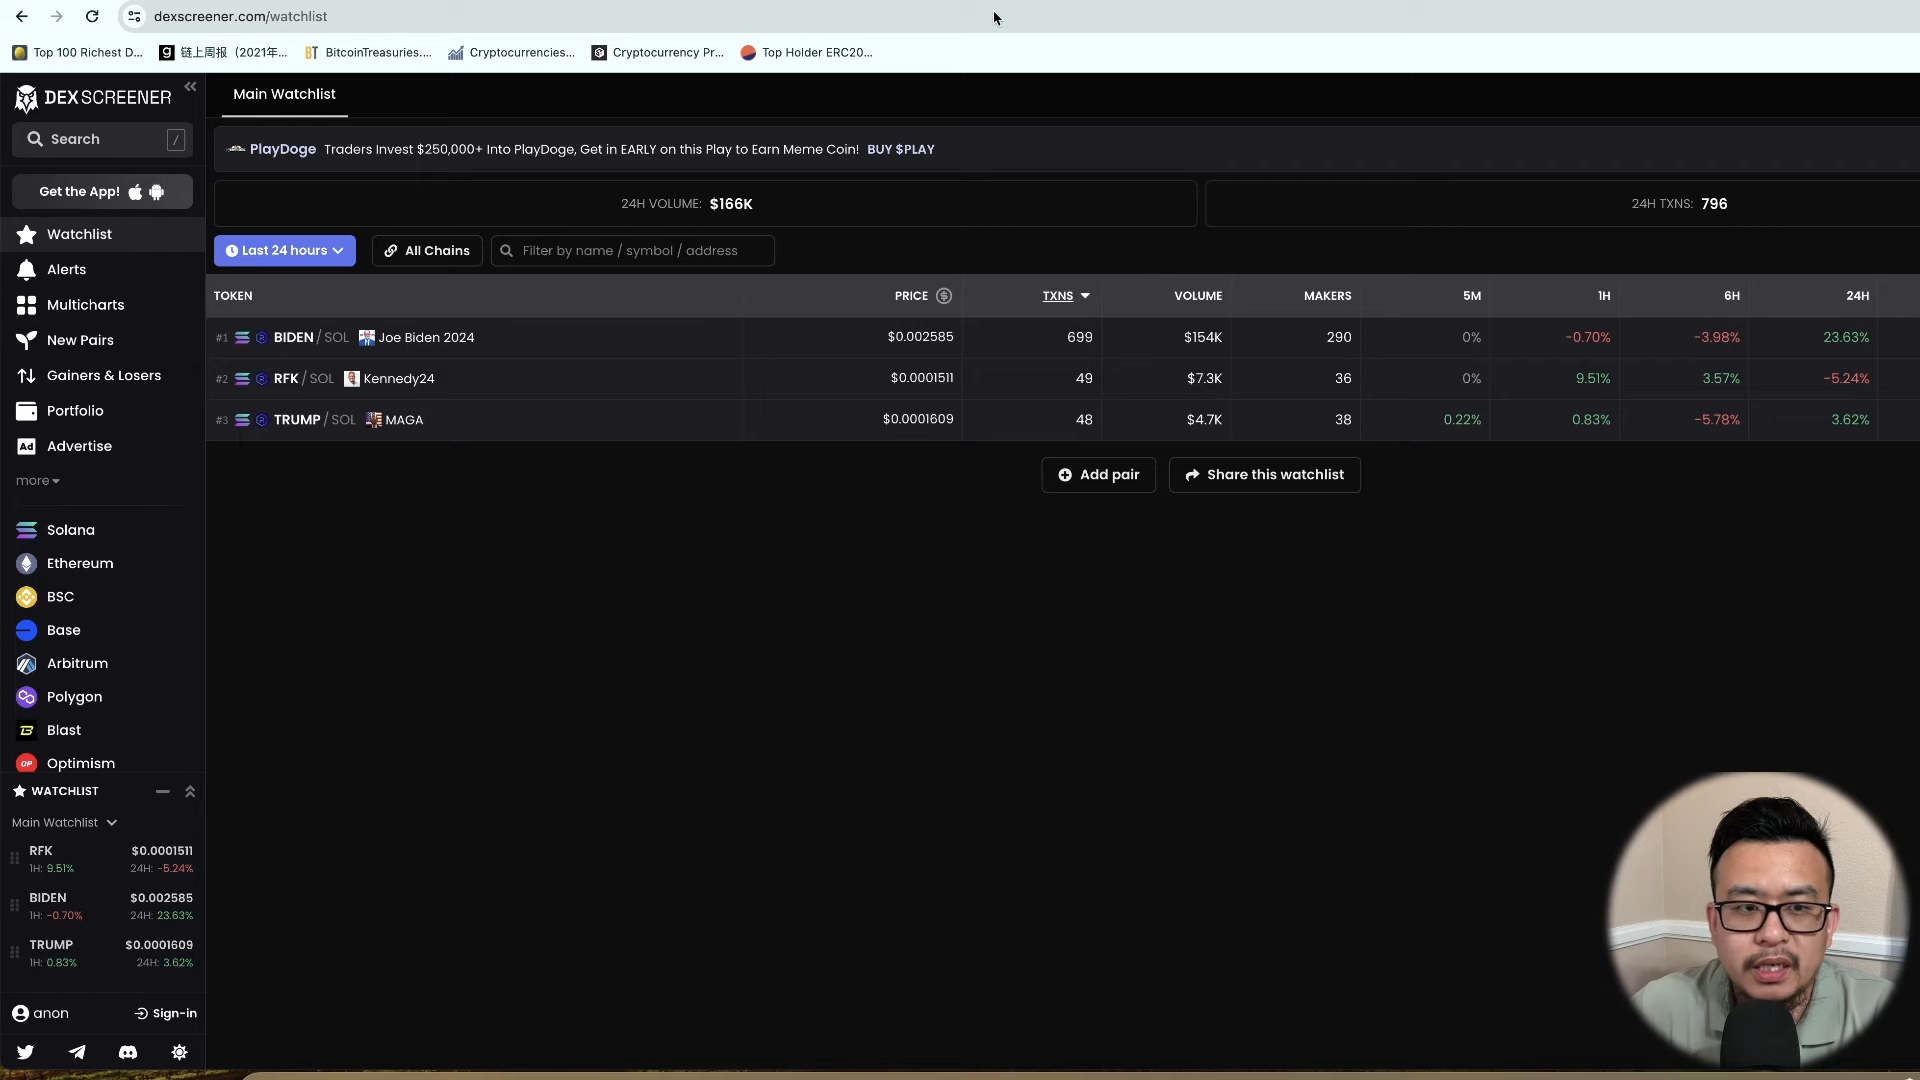 dexscreener.com/watchlist
Top 100 Richest D...
链上周报（2021年...
BitcoinTreasuries....
Cryptocurrencies...
Cryptocurrency Pr...
Top Holder ERC20...
DEX SCREENER
Main Watchlist
Search /
PlayDoge Traders Invest $250,000+ Into PlayDoge, Get in EARLY on this Play to Earn Meme Coin! BUY $PLAY
Get the App!
24H VOLUME: $166K
24H TXNS: 796
Watchlist
Last 24 hours
All Chains
Filter by name / symbol / address
Alerts
Multicharts
New Pairs
Gainers & Losers
Portfolio
Advertise
more
TOKEN PRICE TXNS VOLUME MAKERS 5M 1H 6H 24H
#1 BIDEN / SOL Joe Biden 2024 $0.002585 699 $154K 290 0% -0.70% -3.98% 23.63%
#2 RFK / SOL Kennedy24 $0.0001511 49 $7.3K 36 0% 9.51% 3.57% -5.24%
#3 TRUMP / SOL MAGA $0.0001609 48 $4.7K 38 0.22% 0.83% -5.78% 3.62%
Add pair
Share this watchlist
Solana
Ethereum
BSC
Base
Arbitrum
Polygon
Blast
OP Optimism
WATCHLIST
Main Watchlist
RFK $0.0001511
1H: 9.51% 24H: -5.24%
BIDEN $0.002585
1H: -0.70% 24H: 23.63%
TRUMP $0.0001609
1H: 0.83% 24H: 3.62%
anon Sign-in